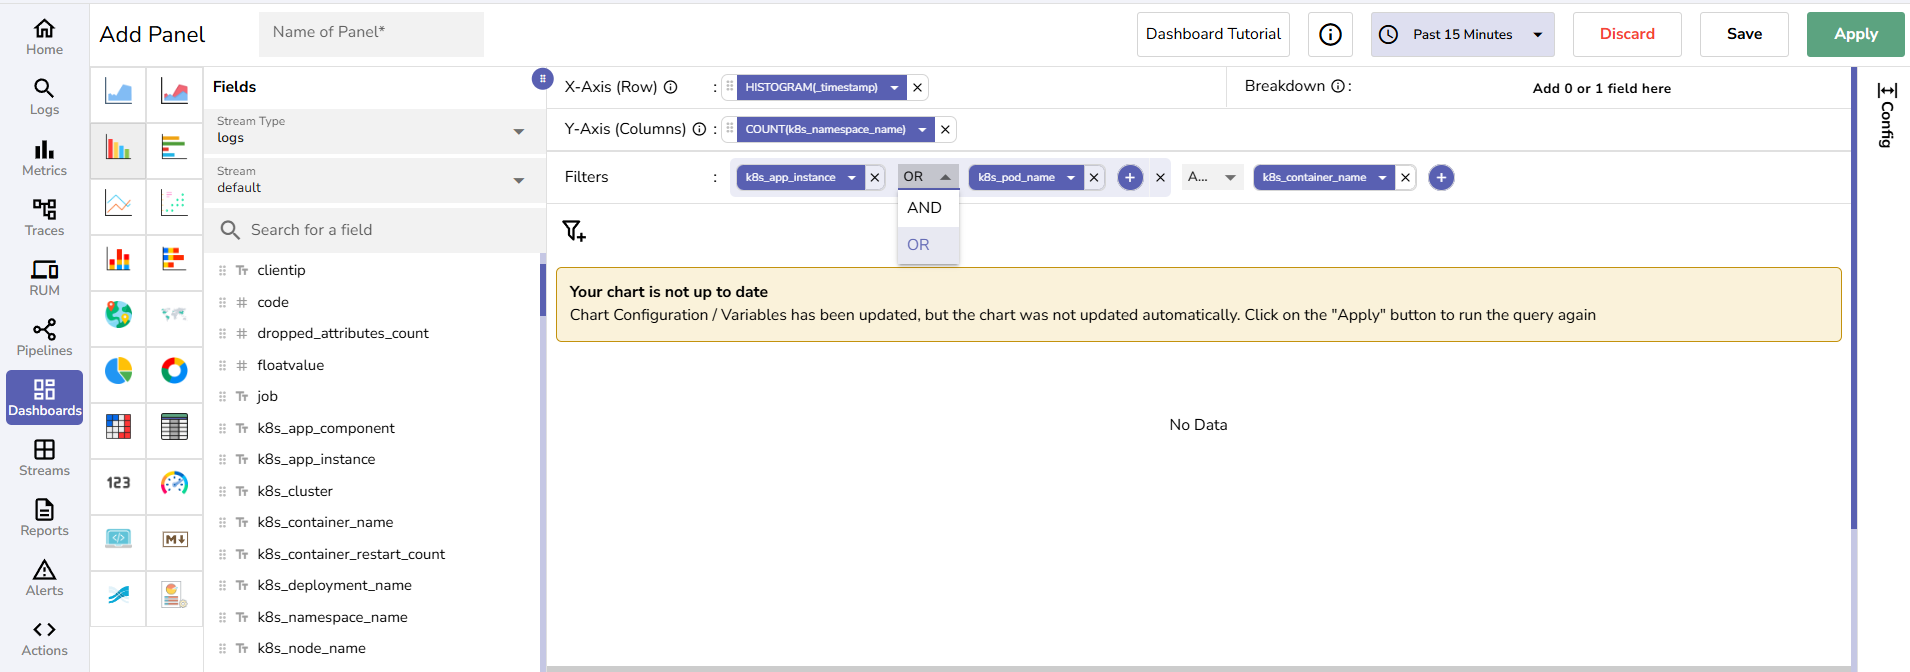 Home
Logs
Metrics
Traces
RUM
Pipelines
Dashboards
Streams
Reports
Alerts
Actions
Add Panel
Name of Panel*
Dashboard Tutorial
Past 15 Minutes
Discard
Save
Apply
123
Fields
Stream Type
logs
Stream
default
Search for a field
clientip
code
dropped_attributes_count
floatvalue
job
k8s_app_component
k8s_app_instance
k8s_cluster
k8s_container_name
k8s_container_restart_count
k8s_deployment_name
k8s_namespace_name
k8s_node_name
X-Axis (Row) : HISTOGRAM(_timestamp)
Breakdown : Add 0 or 1 field here
Y-Axis (Columns) : COUNT(k8s_namespace_name)
Filters : k8s_app_instance OR k8s_pod_name A... k8s_container_name
AND
OR
Your chart is not up to date
Chart Configuration / Variables has been updated, but the chart was not updated automatically. Click on the "Apply" button to run the query again
No Data
Config